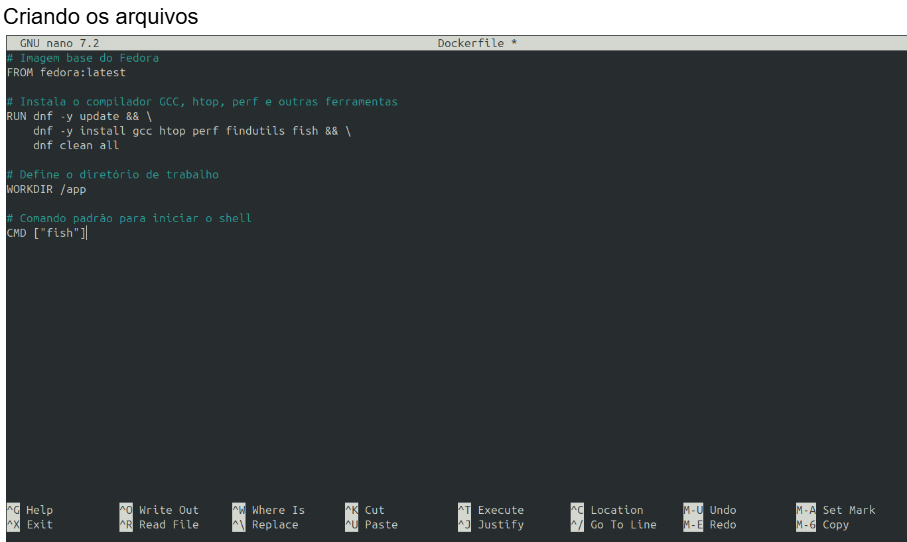 Criando os arquivos
GNU nano 7.2 Dockerfile *
# Imagem base do Fedora
FROM fedora:latest
# Instala o compilador GCC, htop, perf e outras ferramentas
RUN dnf -y update && \
dnf -y install gcc htop perf findutils fish && \
dnf clean all
# Define o diretório de trabalho
WORKDIR /app
# Comando padrão para iniciar o shell
CMD ["fish"]
^G Help ^O Write Out ^W Where Is ^K Cut ^T Execute ^C Location M-U Undo M-A Set Mark
^X Exit ^R Read File ^\ Replace ^U Paste ^J Justify ^/ Go To Line M-E Redo M-6 Copy